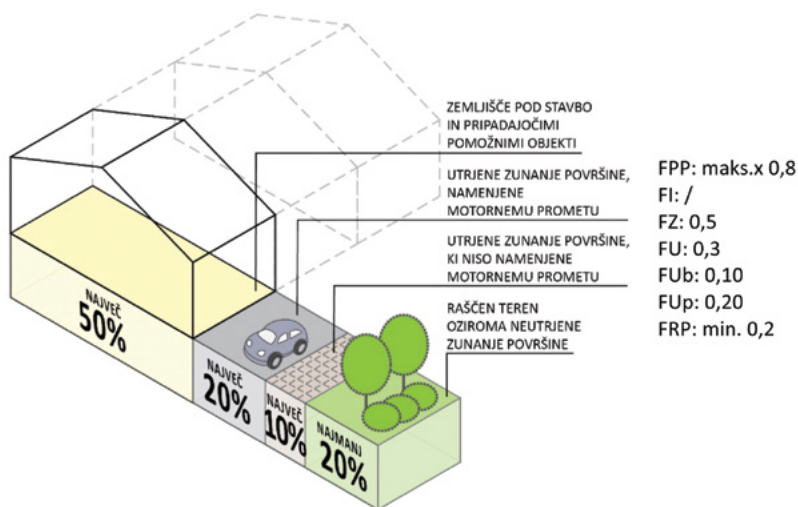 ZEMLJIŠČE POD STAVBO
IN PRIPADAJOČIMI
POMOŽNIMI OBJEKTI
UTRJENE ZUNANJE POVRŠINE,
NAMENJENE
MOTORNEMU PROMETU
UTRJENE ZUNANJE POVRŠINE,
KI NISO NAMENJENE
MOTORNEMU PROMETU
RAŠČEN TEREN
OZIROMA NEUTRJENE
ZUNANJE POVRŠINE
FPP: maks.x 0,8
FI: /
FZ: 0,5
FU: 0,3
FUb: 0,10
FUp: 0,20
FRP: min. 0,2
NAJVEČ
50%
NAJVEČ
20%
NAJVEČ
10%
NAJMANJ
20%